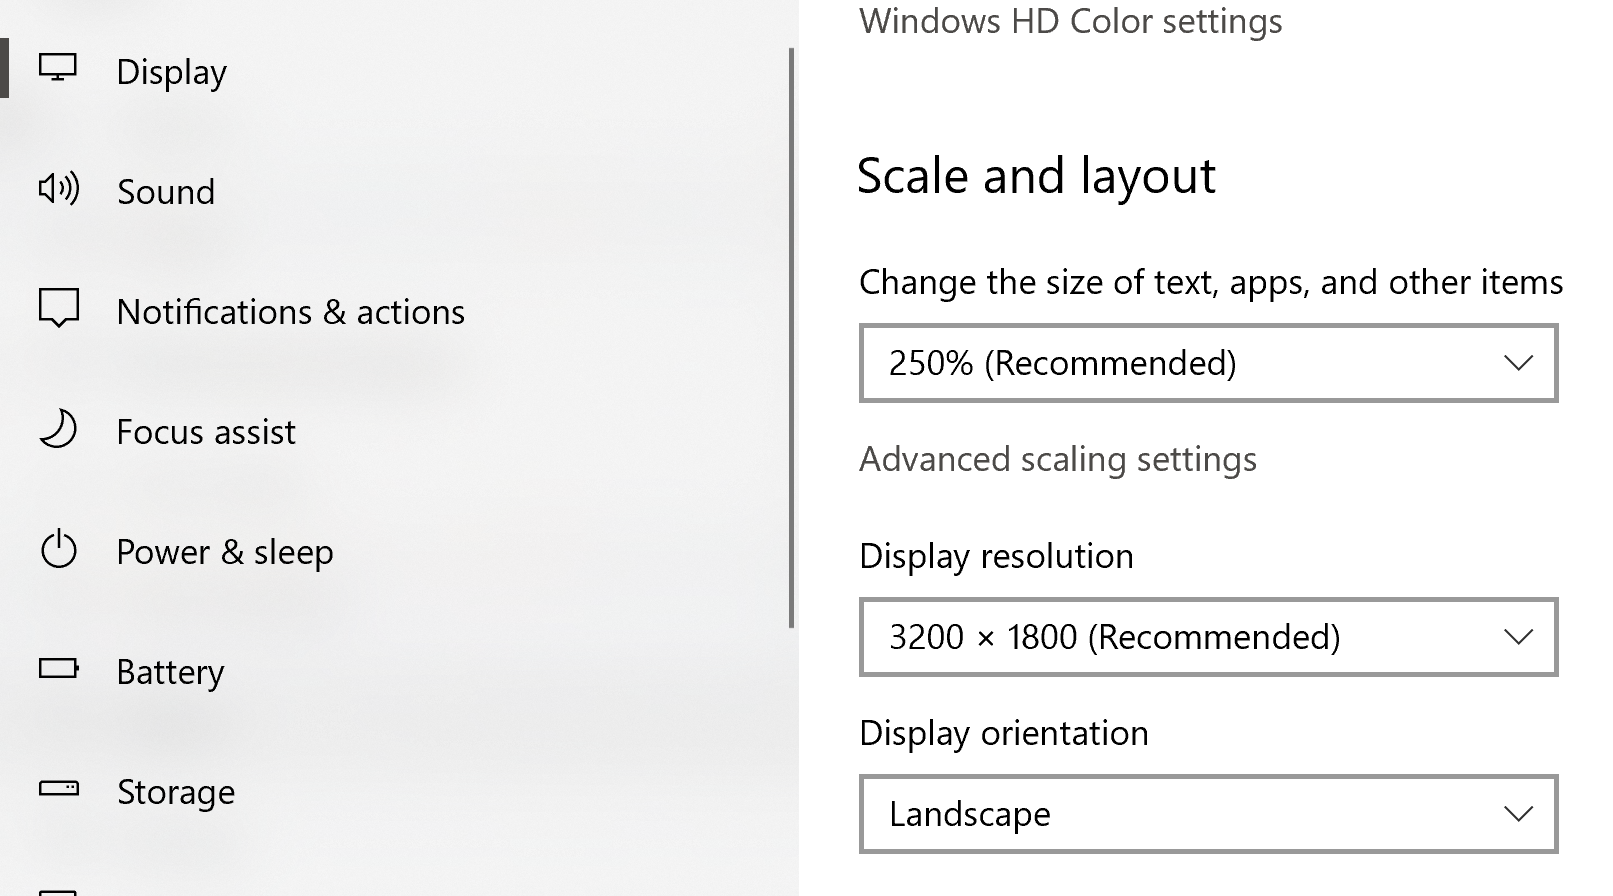 Display
Sound
Notifications & actions
Focus assist
Power & sleep
Battery
Storage
Windows HD Color settings
Scale and layout
Change the size of text, apps, and other items
250% (Recommended)
Advanced scaling settings
Display resolution
3200 × 1800 (Recommended)
Display orientation
Landscape